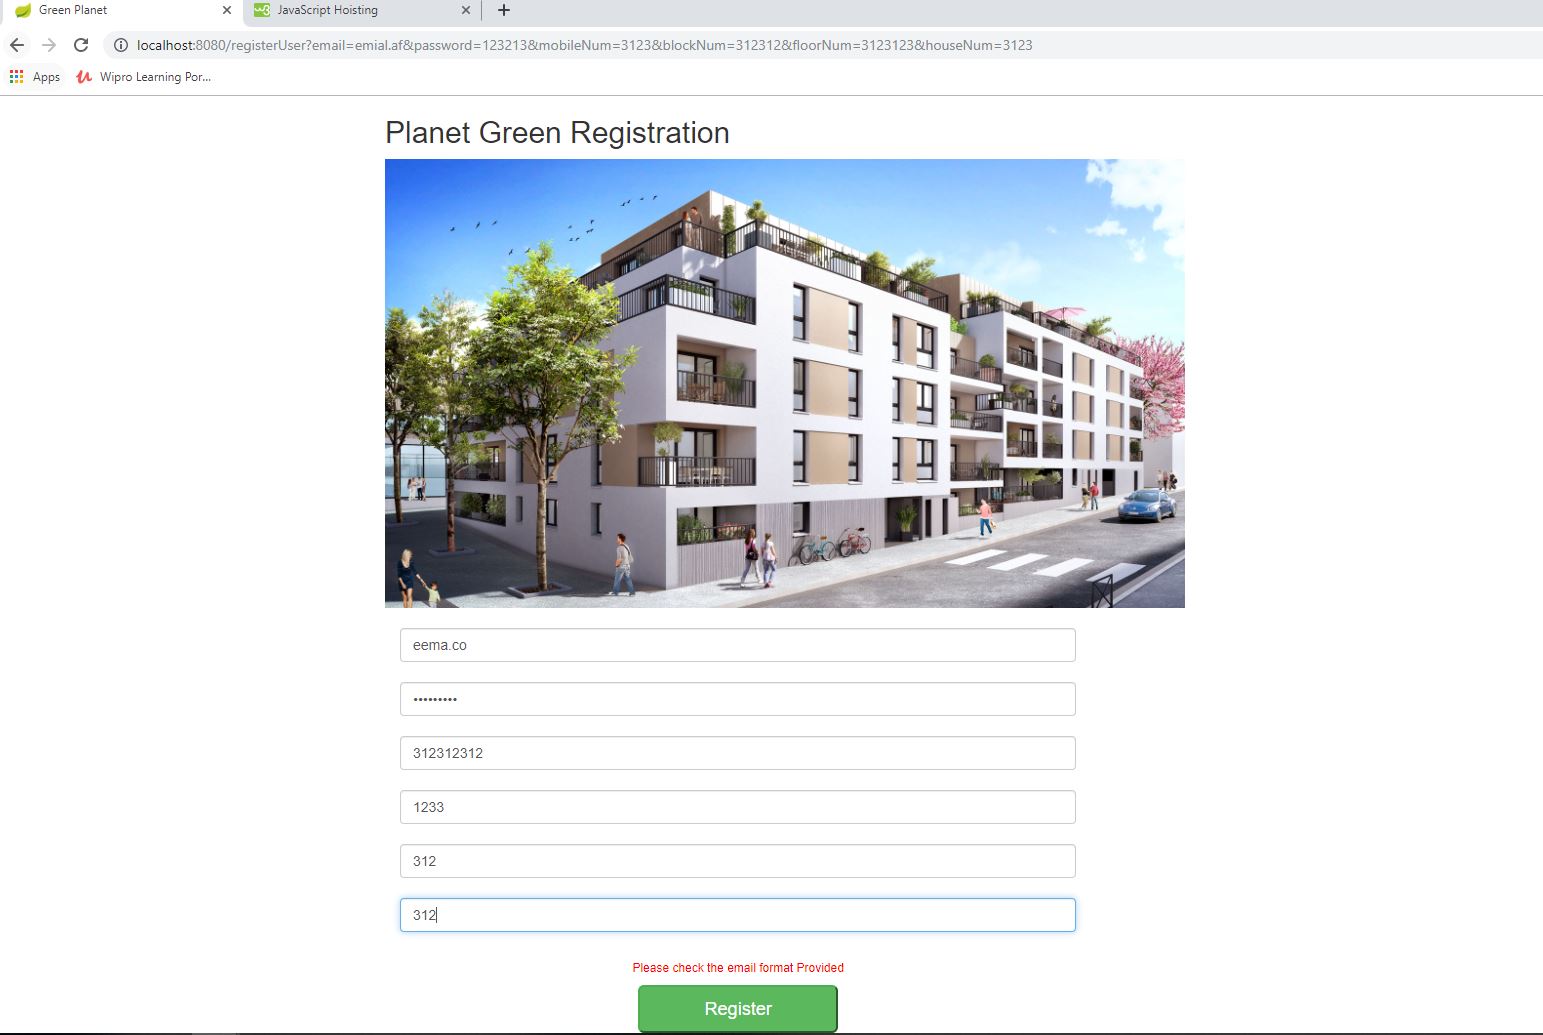 Green Planet
JavaScript Hoisting
localhost:8080/registerUser?email=emial.af&password=123213&mobileNum=3123&blockNum=312312&floorNum=3123123&houseNum=3123
Apps
Wipro Learning Por...
Planet Green Registration
eema.co
•••••••••
312312312
1233
312
312
Please check the email format Provided
Register